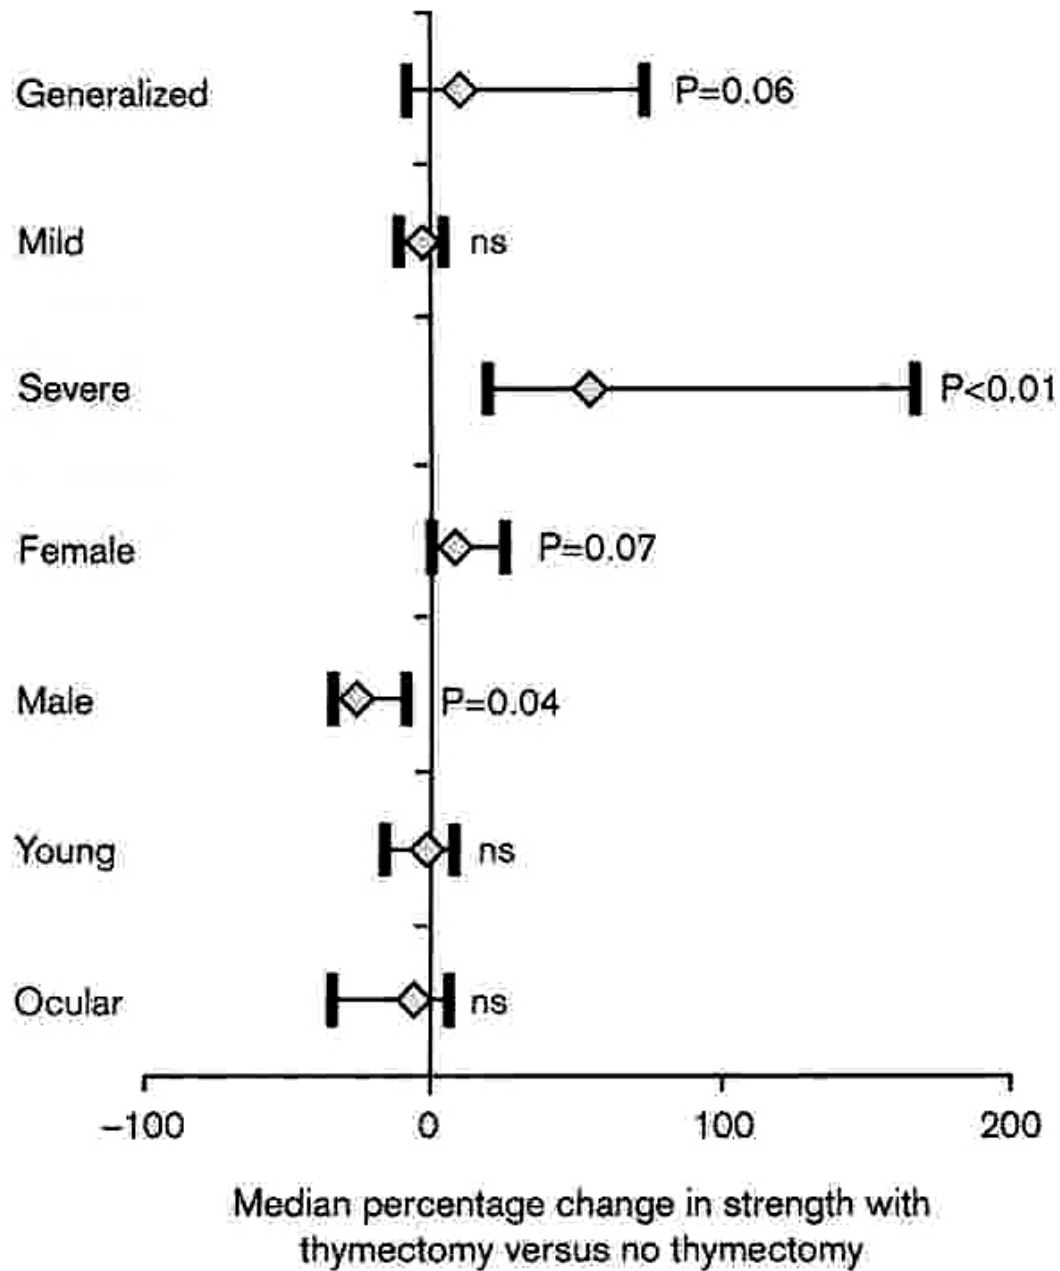 Generalized P=0.06
Mild ns
Severe P<0.01
Female P=0.07
Male P=0.04
Young ns
Ocular ns
−100 0 100 200
Median percentage change in strength with
thymectomy versus no thymectomy